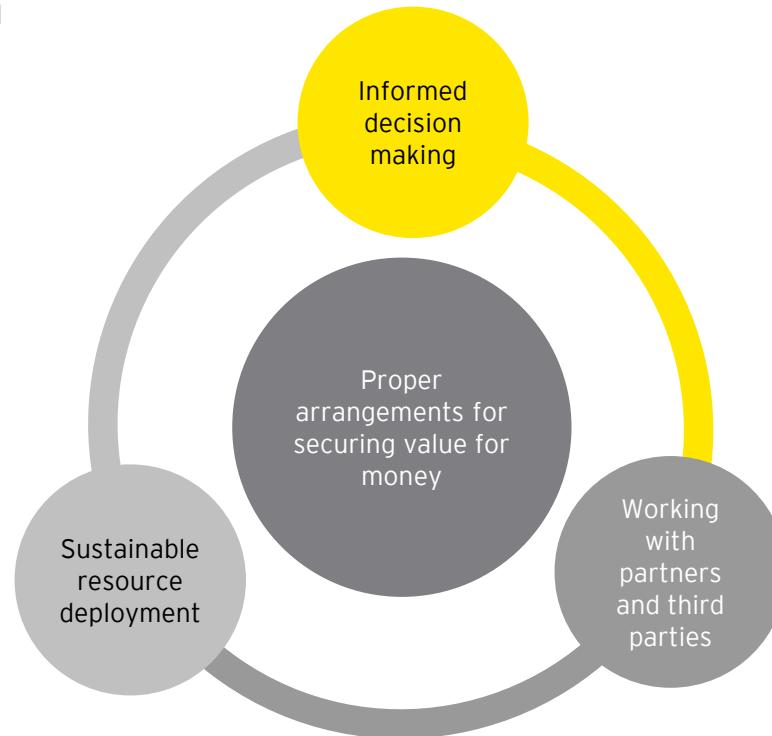 Informed
decision
making
Proper
arrangements for
securing value for
money
Sustainable
resource
deployment
Working
with
partners
and third
parties